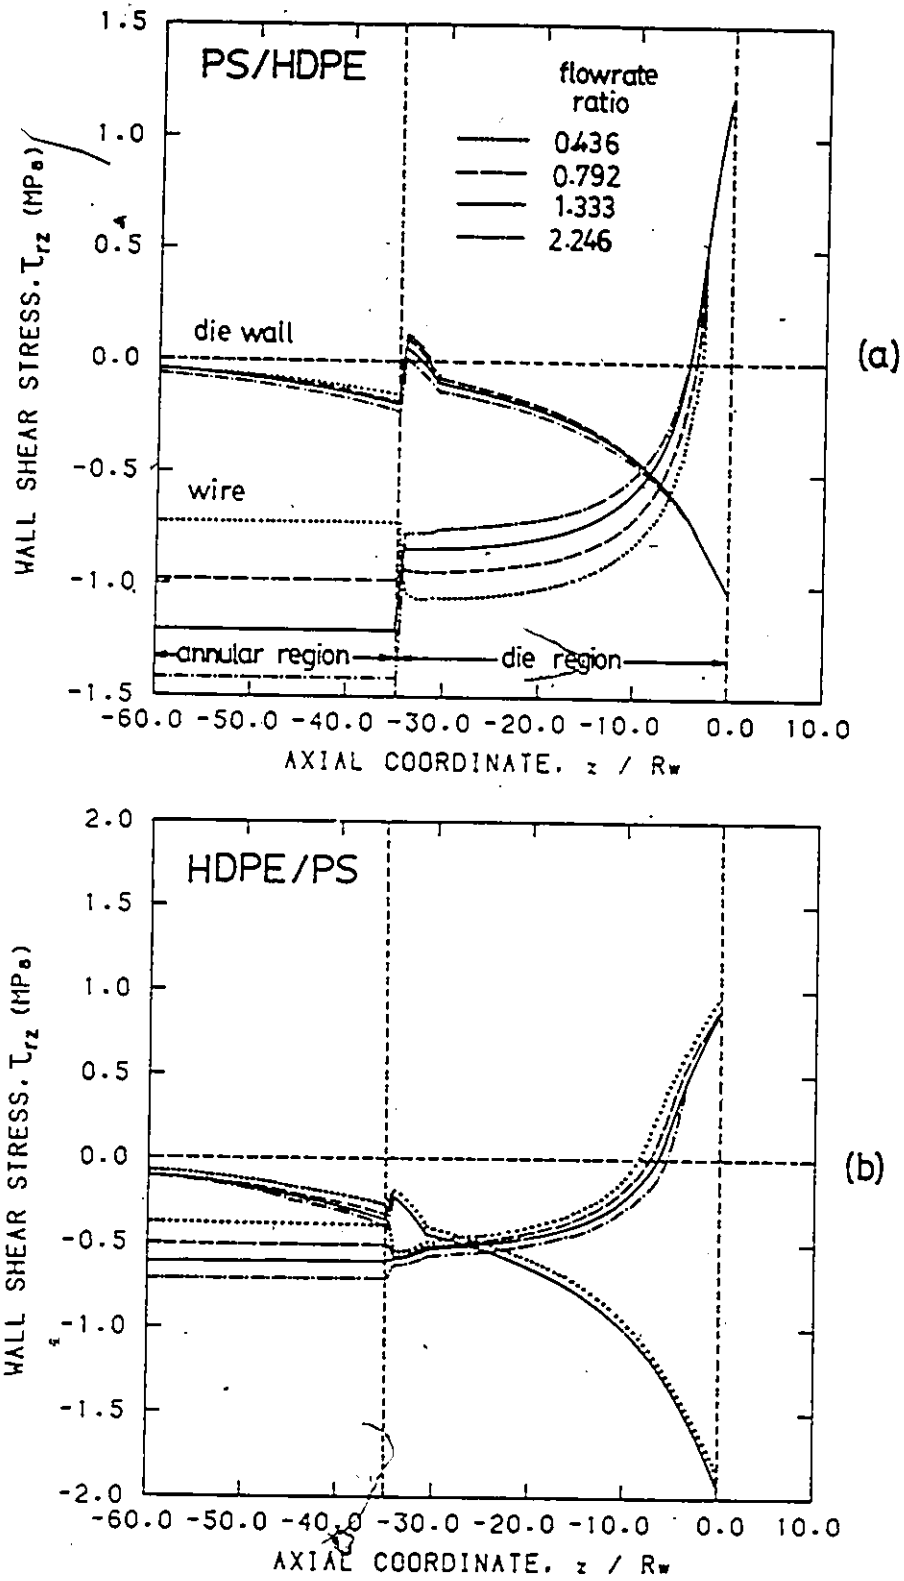 1.5
PS/HDPE
flowrate
ratio
0.436
0.792
1.333
2.246
1.0
0.5
0.0
-0.5
-1.0
-1.5
WALL SHEAR STRESS, τrz (MPa)
die wall
wire
annular region
die region
(a)
-60.0 -50.0 -40.0 -30.0 -20.0 -10.0 0.0 10.0
AXIAL COORDINATE, z / Rw
2.0
HDPE/PS
1.5
1.0
0.5
0.0
-0.5
-1.0
-1.5
-2.0
WALL SHEAR STRESS, τrz (MPa)
(b)
-60.0 -50.0 -40.0 -30.0 -20.0 -10.0 0.0 10.0
AXIAL COORDINATE, z / Rw